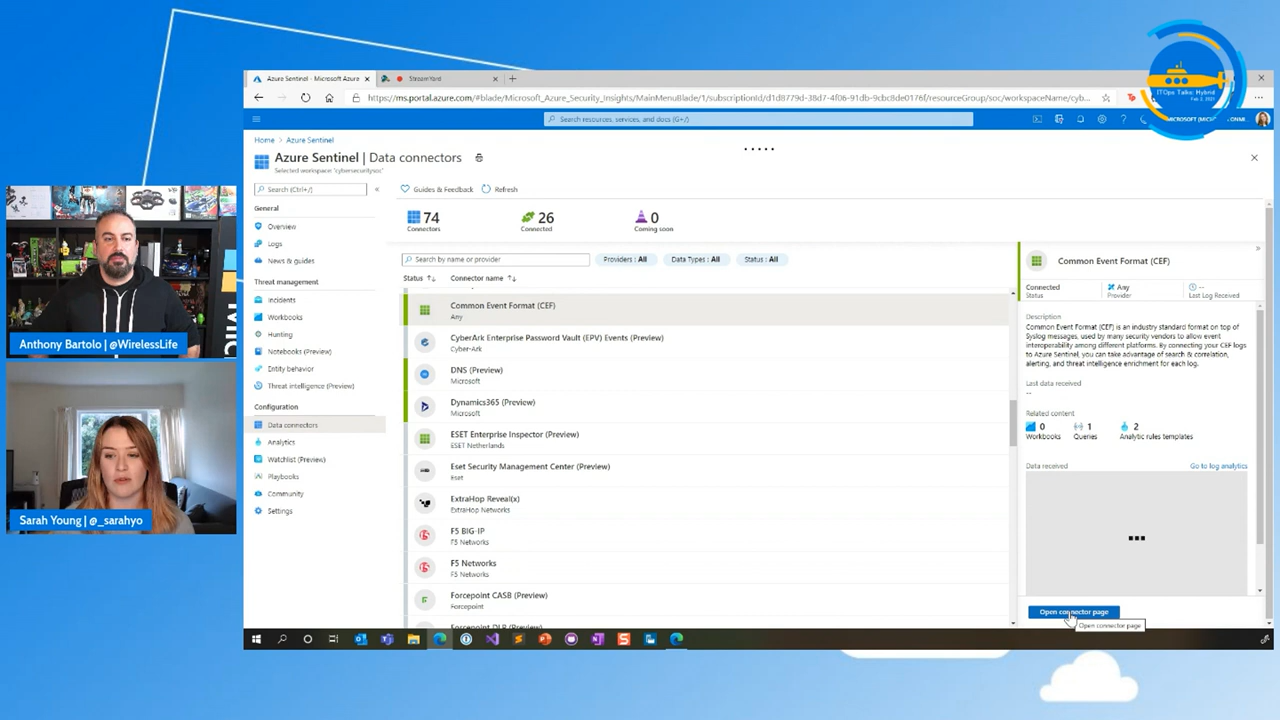 ITOps Talks: Hybrid
Feb 2, 2021
Azure Sentinel - Microsoft Azure
StreamYard
https://ms.portal.azure.com/#blade/Microsoft_Azure_Security_Insights/MainMenuBlade/1/subscriptionId/d1d8779d-38d7-4f06-91db-9cbc8de0176f/resourceGroup/soc/workspaceName/cyb...
Search resources, services, and docs (G+/)
Home > Azure Sentinel
Azure Sentinel | Data connectors
Selected workspace: 'cybersecuritysoc'
Search (Ctrl+/)
General
Overview
Logs
News & guides
Threat management
Incidents
Workbooks
Hunting
Notebooks (Preview)
Entity behavior
Threat intelligence (Preview)
Configuration
Data connectors
Analytics
Watchlist (Preview)
Playbooks
Community
Settings
Guides & Feedback
Refresh
74
Connectors
26
Connected
0
Coming soon
Search by name or provider
Providers : All
Data Types : All
Status : All
Status
Connector name
Common Event Format (CEF)
Any
CyberArk Enterprise Password Vault (EPV) Events (Preview)
Cyber-Ark
DNS (Preview)
Microsoft
Dynamics365 (Preview)
Microsoft
ESET Enterprise Inspector (Preview)
ESET Netherlands
Eset Security Management Center (Preview)
Eset
ExtraHop Reveal(x)
ExtraHop Networks
F5 BIG-IP
F5 Networks
F5 Networks
F5 Networks
Forcepoint CASB (Preview)
Forcepoint
Forcepoint DLP (Preview)
Common Event Format (CEF)
Connected
Status
Any
Provider
--
Last Log Received
Description
Common Event Format (CEF) is an industry standard format on top of
Syslog messages, used by many security vendors to allow event
interoperability among different platforms. By connecting your CEF logs
to Azure Sentinel, you can take advantage of search & correlation,
alerting, and threat intelligence enrichment for each log.
Last data received
--
Related content
0
Workbooks
1
Queries
2
Analytic rules templates
Data received
Go to log analytics
Open connector page
Open connector page
Anthony Bartolo | @WirelessLife
Sarah Young | @_sarahyo